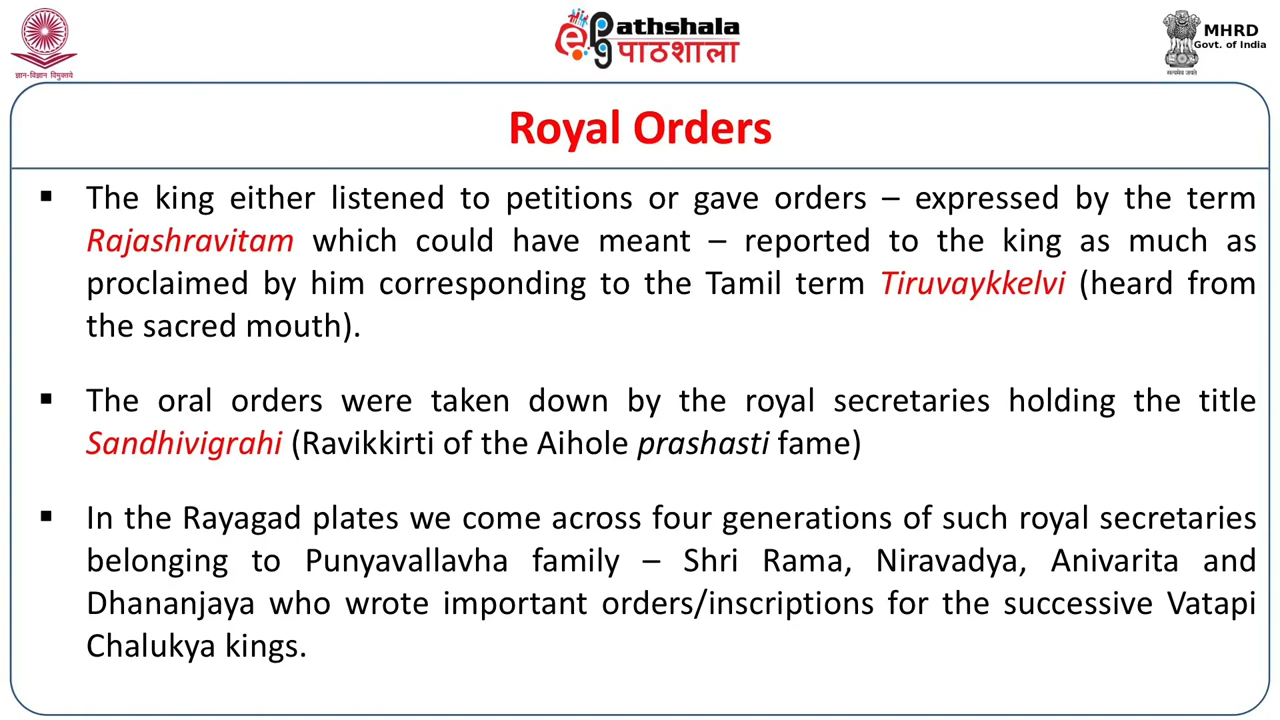 ज्ञान-विज्ञान विमुक्तये
ePathshala
पाठशाला
MHRD
Govt. of India
सत्यमेव जयते
Royal Orders
▪ The king either listened to petitions or gave orders – expressed by the term
Rajashravitam which could have meant – reported to the king as much as
proclaimed by him corresponding to the Tamil term Tiruvaykkelvi (heard from
the sacred mouth).
▪ The oral orders were taken down by the royal secretaries holding the title
Sandhivigrahi (Ravikkirti of the Aihole prashasti fame)
▪ In the Rayagad plates we come across four generations of such royal secretaries
belonging to Punyavallavha family – Shri Rama, Niravadya, Anivarita and
Dhananjaya who wrote important orders/inscriptions for the successive Vatapi
Chalukya kings.